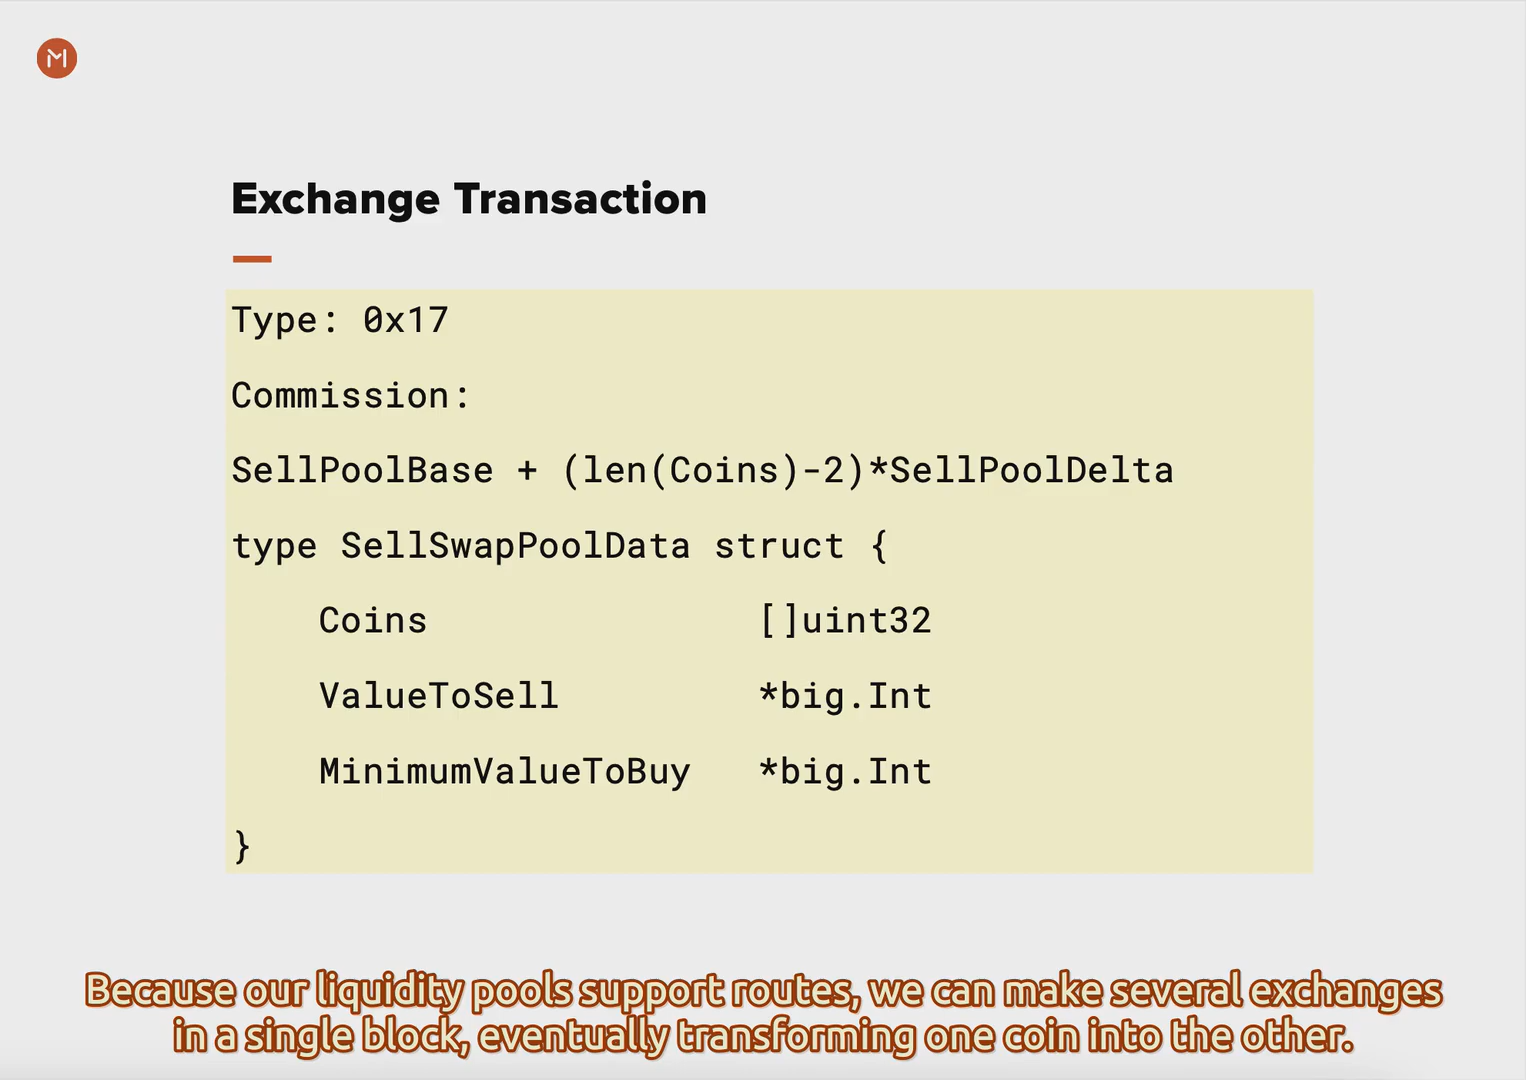 M
Exchange Transaction
Type: 0x17
Commission:
SellPoolBase + (len(Coins)-2)*SellPoolDelta
type SellSwapPoolData struct {
Coins []uint32
ValueToSell *big.Int
MinimumValueToBuy *big.Int
}
Because our liquidity pools support routes, we can make several exchanges
in a single block, eventually transforming one coin into the other.